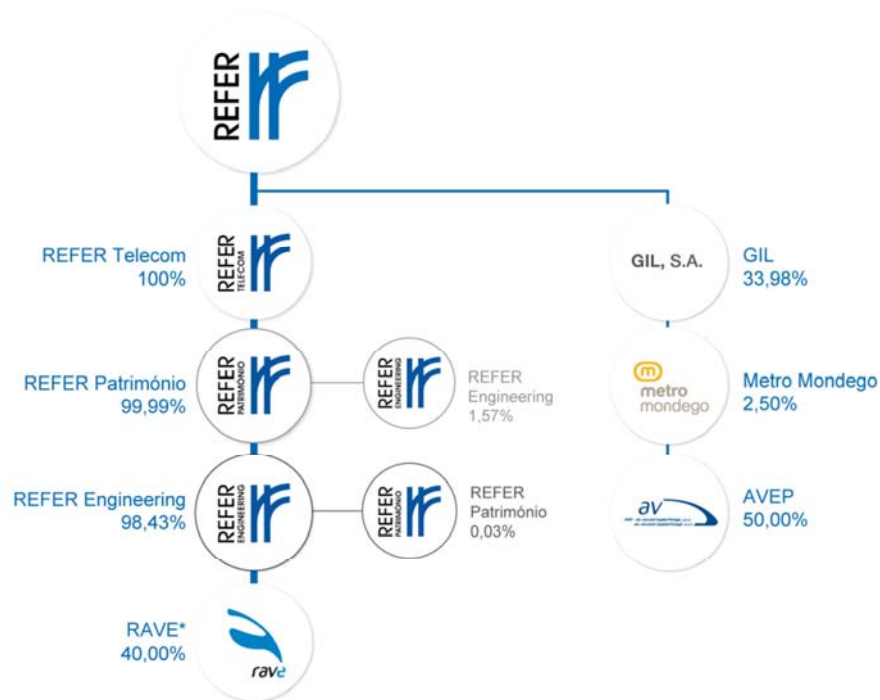 REFER
REFER Telecom
100%
REFER
TELECOM
GIL, S.A.
GIL
33,98%
REFER Património
99,99%
REFER
PATRIMÓNIO
REFER
ENGINEERING
REFER
Engineering
1,57%
m
metro
mondego
Metro Mondego
2,50%
REFER Engineering
98,43%
REFER
ENGINEERING
REFER
PATRIMÓNIO
REFER
Património
0,03%
av
AVEP
50,00%
RAVE*
40,00%
rave